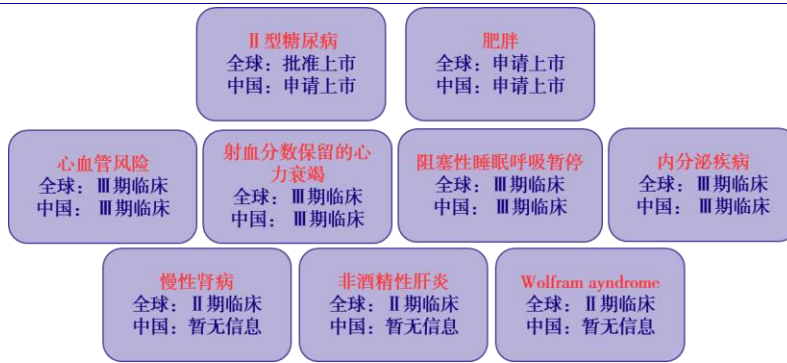 Ⅱ型糖尿病
全球：批准上市
中国：申请上市
肥胖
全球：申请上市
中国：申请上市
心血管风险
全球： Ⅲ期临床
中国： Ⅲ期临床
射血分数保留的心
力衰竭
全球： Ⅲ期临床
中国： Ⅲ期临床
阻塞性睡眠呼吸暂停
全球： Ⅲ期临床
中国： Ⅲ期临床
内分泌疾病
全球： Ⅲ期临床
中国： Ⅲ期临床
慢性肾病
全球： Ⅱ期临床
中国：暂无信息
非酒精性肝炎
全球： Ⅱ期临床
中国：暂无信息
Wolfram ayndrome
全球： Ⅱ期临床
中国：暂无信息